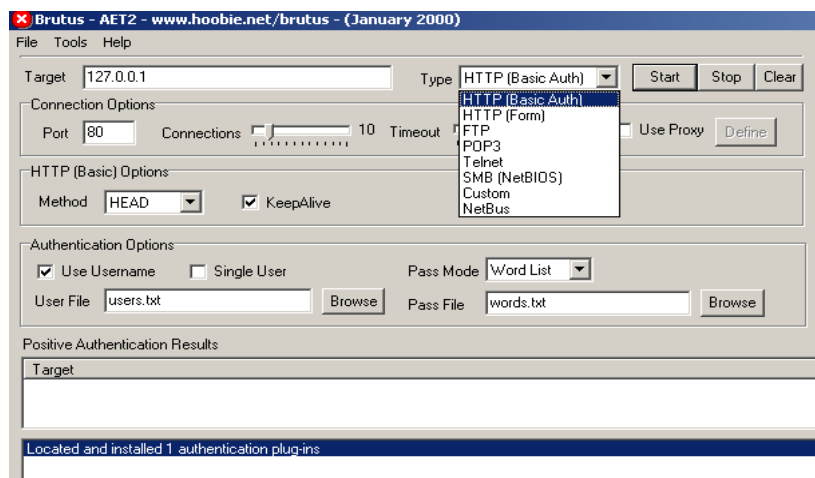 Brutus - AET2 - www.hoobie.net/brutus - (January 2000)
File Tools Help
Target 127.0.0.1 Type HTTP (Basic Auth) Start Stop Clear
HTTP (Basic Auth)
HTTP (Form)
FTP
POP3
Telnet
SMB (NetBIOS)
Custom
NetBus
Connection Options
Port 80 Connections 10 Timeout Use Proxy Define
HTTP (Basic) Options
Method HEAD KeepAlive
Authentication Options
Use Username Single User Pass Mode Word List
User File users.txt Browse Pass File words.txt Browse
Positive Authentication Results
Target
Located and installed 1 authentication plug-ins